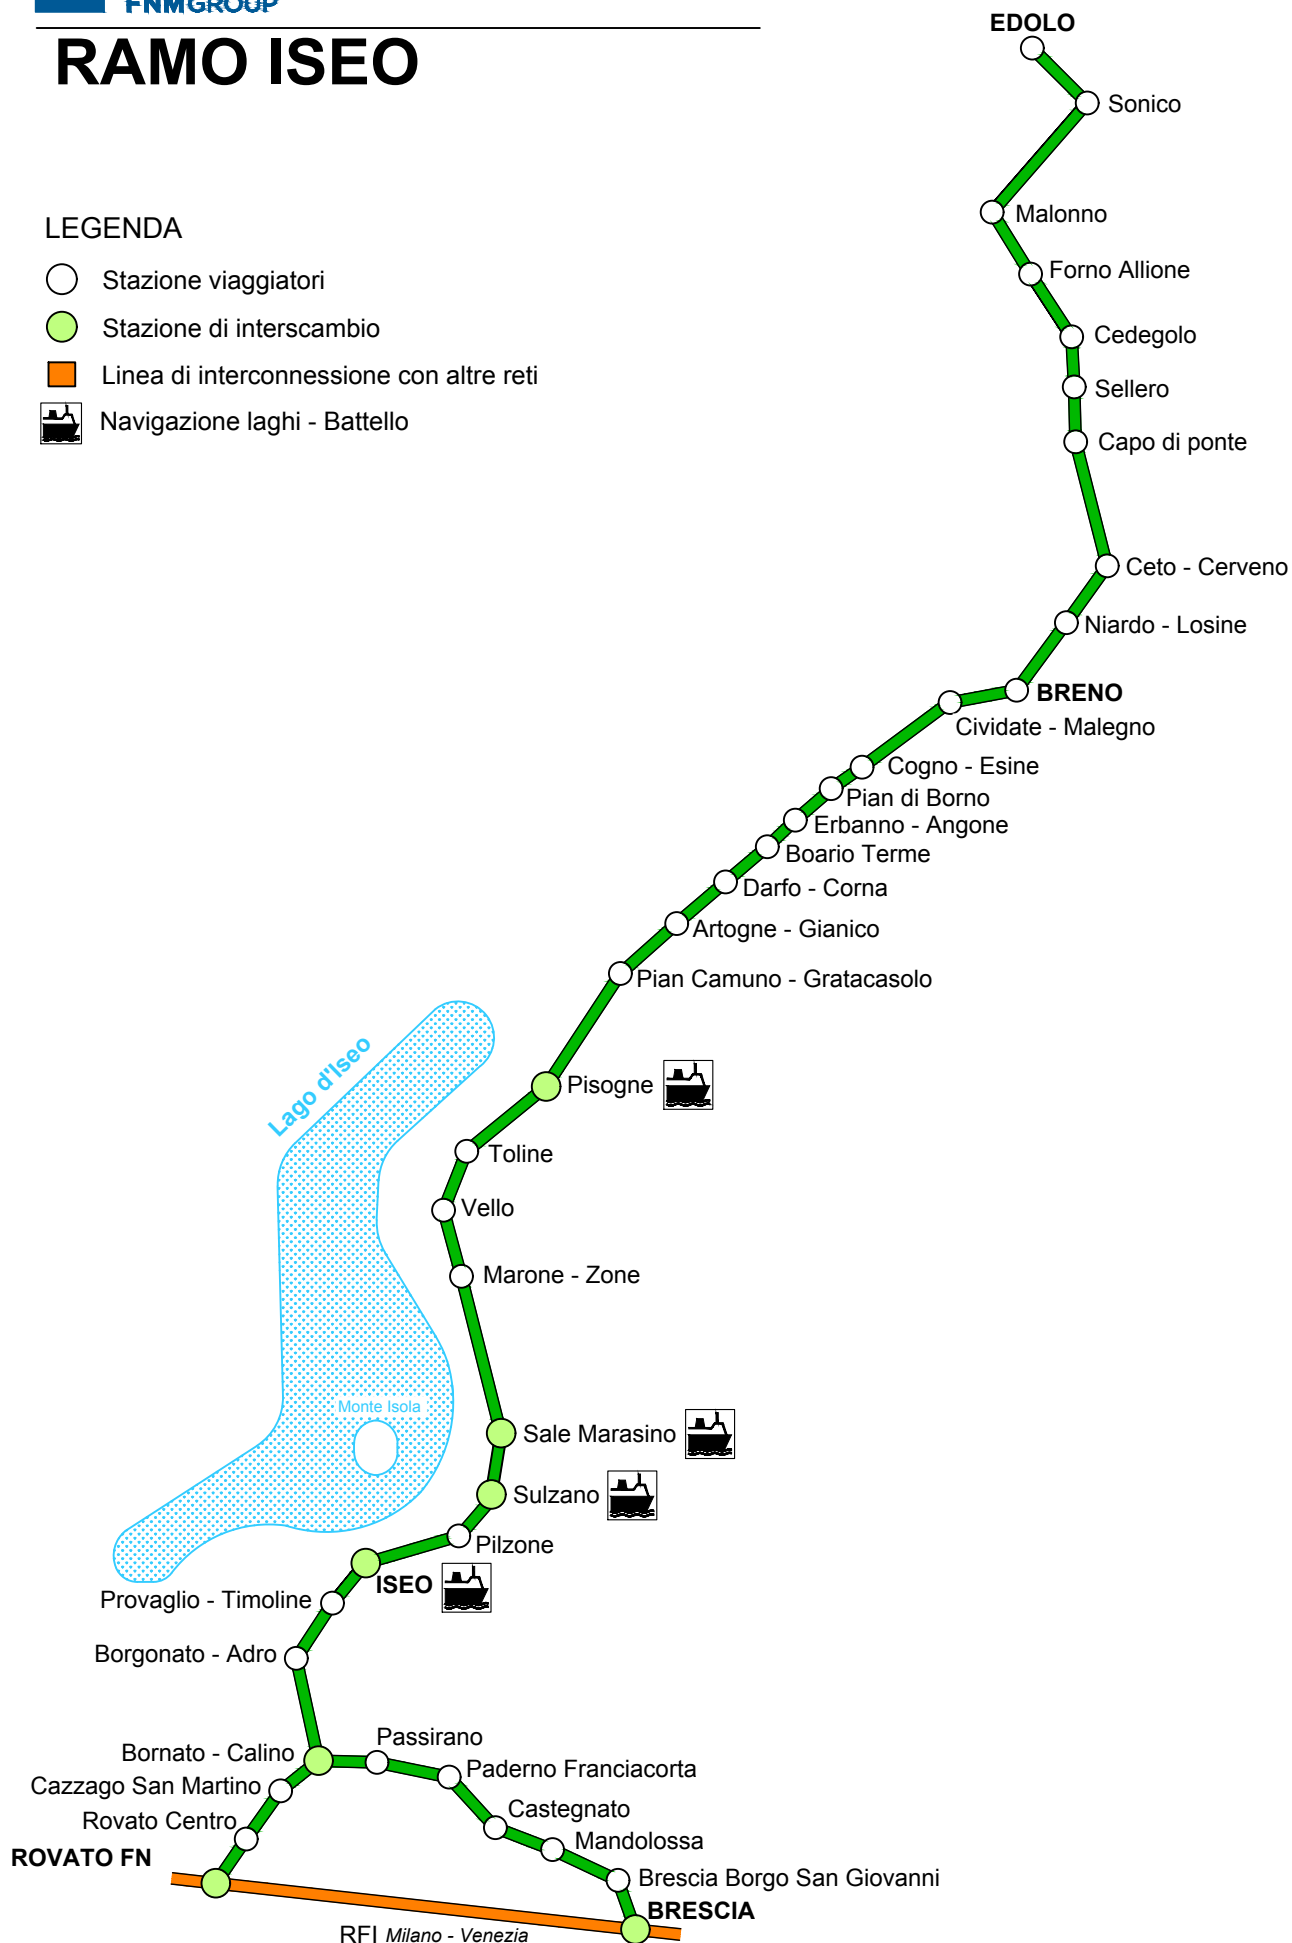 FNMGROUP
RAMO ISEO
LEGENDA
Stazione viaggiatori
Stazione di interscambio
Linea di interconnessione con altre reti
Navigazione laghi - Battello
EDOLO
Sonico
Malonno
Forno Allione
Cedegolo
Sellero
Capo di ponte
Ceto - Cerveno
Niardo - Losine
BRENO
Cividate - Malegno
Cogno - Esine
Pian di Borno
Erbanno - Angone
Boario Terme
Darfo - Corna
Artogne - Gianico
Pian Camuno - Gratacasolo
Lago d'Iseo
Pisogne
Toline
Vello
Marone - Zone
Monte Isola
Sale Marasino
Sulzano
Pilzone
ISEO
Provaglio - Timoline
Borgonato - Adro
Bornato - Calino
Passirano
Paderno Franciacorta
Cazzago San Martino
Castegnato
Rovato Centro
Mandolossa
ROVATO FN
Brescia Borgo San Giovanni
BRESCIA
RFI Milano - Venezia